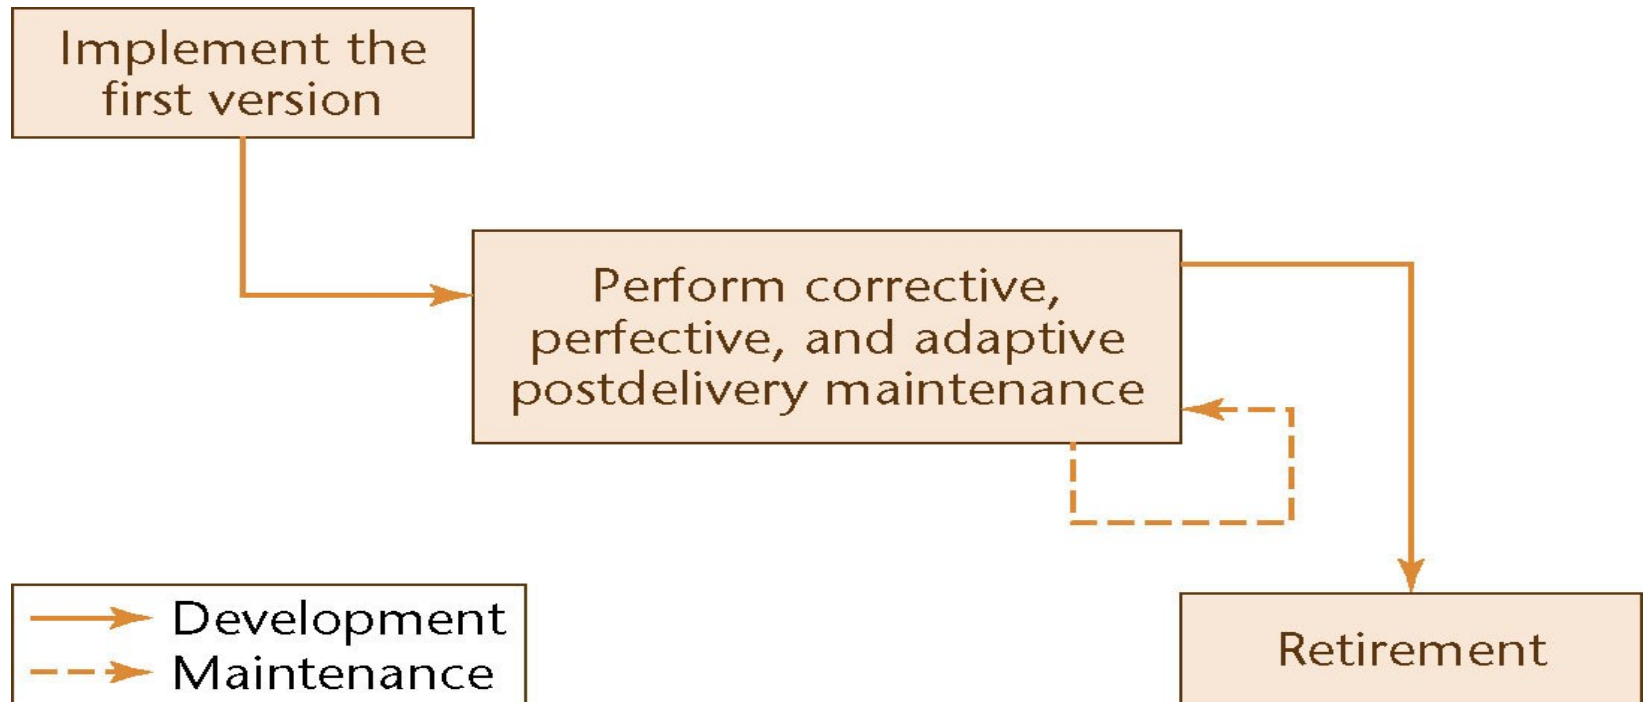 Implement the
first version
Perform corrective,
perfective, and adaptive
postdelivery maintenance
Development
Maintenance
Retirement